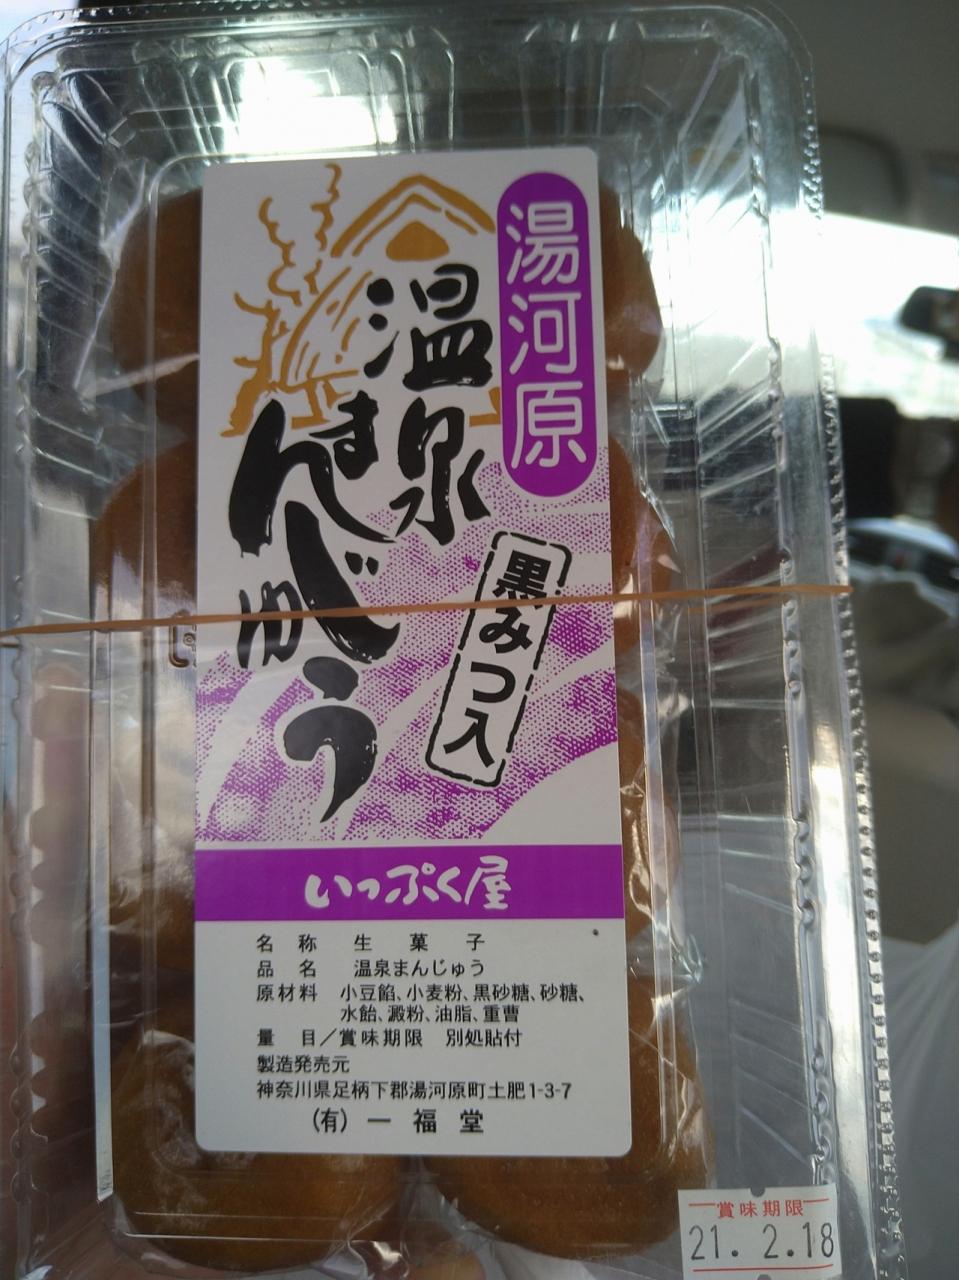 湯河原
温泉
まんじゅう
黒みつ入
いっぷく屋
名称 生菓子
品名 温泉まんじゅう
原材料 小豆餡、小麦粉、黒砂糖、砂糖、
水飴、澱粉、油脂、重曹
量目/賞味期限 別処貼付
製造発売元
神奈川県足柄下郡湯河原町土肥1-3-7
(有)一福堂
賞味期限
21. 2.18